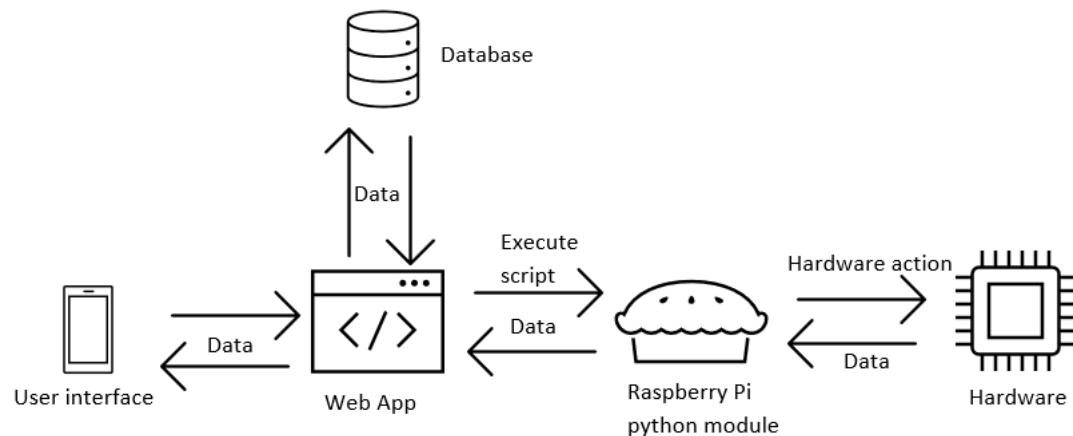 Database
Data
Execute
script
Hardware action
Data
Data
Data
User interface
Web App
Raspberry Pi
python module
Hardware